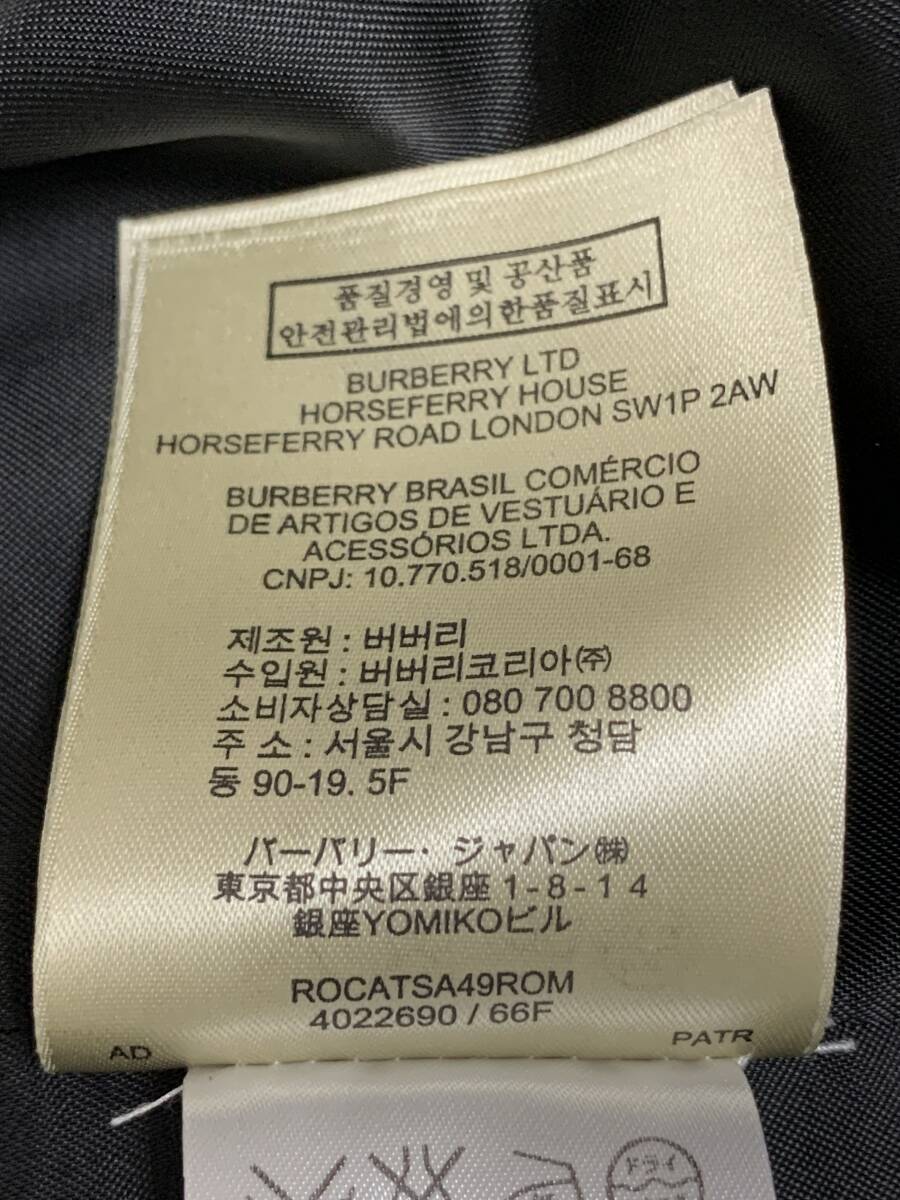 품질경영 및 공산품
안전관리법에의한품질표시
BURBERRY LTD
HORSEFERRY HOUSE
HORSEFERRY ROAD LONDON SW1P 2AW
BURBERRY BRASIL COMÉRCIO
DE ARTIGOS DE VESTUÁRIO E
ACESSÓRIOS LTDA.
CNPJ: 10.770.518/0001-68
제조원 : 버버리
수입원 : 버버리코리아㈜
소비자상담실 : 080 700 8800
주 소 : 서울시 강남구 청담
동 90-19. 5F
バーバリー・ジャパン㈱
東京都中央区銀座1-8-14
銀座YOMIKOビル
ROCATSA49ROM
4022690 / 66F
AD PATR
ドライ